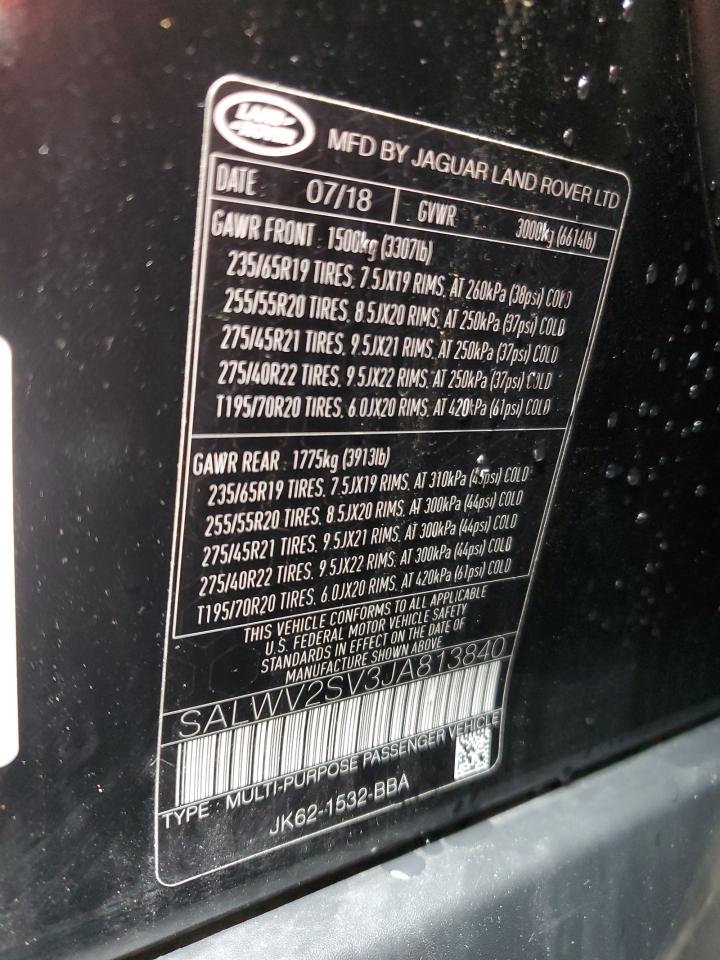 LAND ROVER
MFD BY JAGUAR LAND ROVER LTD
DATE 07/18 GVWR 3000kg (6614lb)
GAWR FRONT 1500kg (3307lb)
235/65R19 TIRES, 7.5JX19 RIMS, AT 260kPa (38psi) COLD
255/55R20 TIRES, 8.5JX20 RIMS, AT 250kPa (37psi) COLD
275/45R21 TIRES, 9.5JX21 RIMS, AT 250kPa (37psi) COLD
275/40R22 TIRES, 9.5JX22 RIMS, AT 250kPa (37psi) COLD
T195/70R20 TIRES, 6.0JX20 RIMS, AT 420kPa (61psi) COLD
GAWR REAR : 1775kg (3913lb)
235/65R19 TIRES, 7.5JX19 RIMS, AT 310kPa (45psi) COLD
255/55R20 TIRES, 8.5JX20 RIMS, AT 300kPa (44psi) COLD
275/45R21 TIRES, 9.5JX21 RIMS, AT 300kPa (44psi) COLD
275/40R22 TIRES, 9.5JX22 RIMS, AT 300kPa (44psi) COLD
T195/70R20 TIRES, 6.0JX20 RIMS, AT 420kPa (61psi) COLD
THIS VEHICLE CONFORMS TO ALL APPLICABLE
U.S. FEDERAL MOTOR VEHICLE SAFETY
STANDARDS IN EFFECT ON THE DATE OF
MANUFACTURE SHOWN ABOVE
SALWV2SV3JA813840
TYPE : MULTI-PURPOSE PASSENGER VEHICLE
JK62-1532-BBA